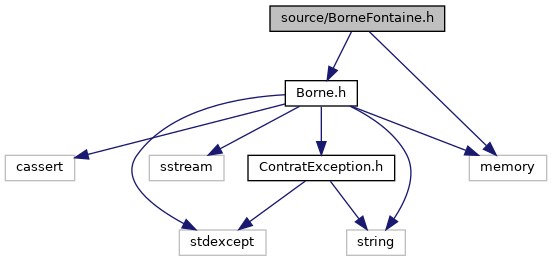 source/BorneFontaine.h
Borne.h
cassert
sstream
ContratException.h
memory
stdexcept
string